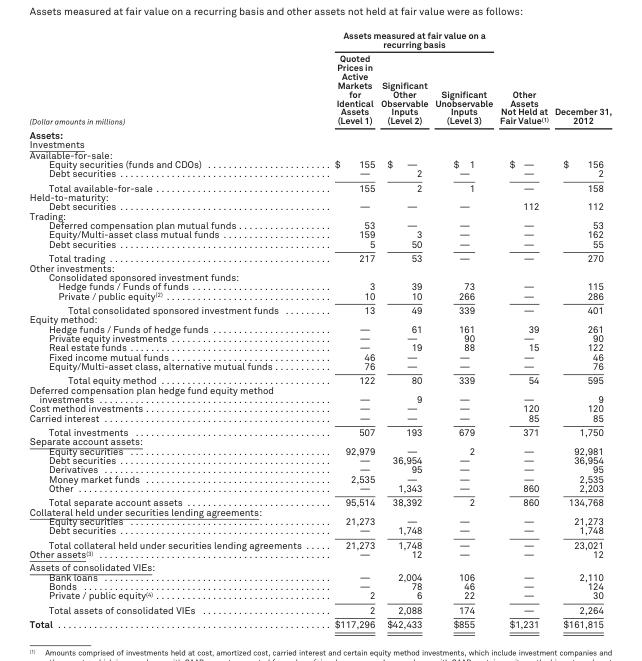 Assets measured at fair value on a recurring basis and other assets not held at fair value were as follows:
Assets measured at fair value on a
recurring basis
(Dollar amounts in millions) Quoted Prices in Active Markets for Identical Assets (Level 1) Significant Other Observable Inputs (Level 2) Significant Unobservable Inputs (Level 3) Other Assets Not Held at Fair Value(1) December 31, 2012
Assets:
Investments
Available-for-sale:
Equity securities (funds and CDOs) $ 155 $ — $ 1 $ — $ 156
Debt securities — 2 — — 2
Total available-for-sale 155 2 1 — 158
Held-to-maturity:
Debt securities — — — 112 112
Trading:
Deferred compensation plan mutual funds 53 — — — 53
Equity/Multi-asset class mutual funds 159 3 — — 162
Debt securities 5 50 — — 55
Total trading 217 53 — — 270
Other investments:
Consolidated sponsored investment funds:
Hedge funds / Funds of funds 3 39 73 — 115
Private / public equity(2) 10 10 266 — 286
Total consolidated sponsored investment funds 13 49 339 — 401
Equity method:
Hedge funds / Funds of hedge funds — 61 161 39 261
Private equity investments — — 90 — 90
Real estate funds — 19 88 15 122
Fixed income mutual funds 46 — — — 46
Equity/Multi-asset class, alternative mutual funds 76 — — — 76
Total equity method 122 80 339 54 595
Deferred compensation plan hedge fund equity method
investments — 9 — — 9
Cost method investments — — — 120 120
Carried interest — — — 85 85
Total investments 507 193 679 371 1,750
Separate account assets:
Equity securities 92,979 — 2 — 92,981
Debt securities — 36,954 — — 36,954
Derivatives — 95 — — 95
Money market funds 2,535 — — — 2,535
Other — 1,343 — 860 2,203
Total separate account assets 95,514 38,392 2 860 134,768
Collateral held under securities lending agreements:
Equity securities 21,273 — — — 21,273
Debt securities — 1,748 — — 1,748
Total collateral held under securities lending agreements 21,273 1,748 — — 23,021
Other assets(3) — 12 — — 12
Assets of consolidated VIEs:
Bank loans — 2,004 106 — 2,110
Bonds — 78 46 — 124
Private / public equity(4) 2 6 22 — 30
Total assets of consolidated VIEs 2 2,088 174 — 2,264
Total $117,296 $42,433 $855 $1,231 $161,815
(1) Amounts comprised of investments held at cost, amortized cost, carried interest and certain equity method investments, which include investment companies and